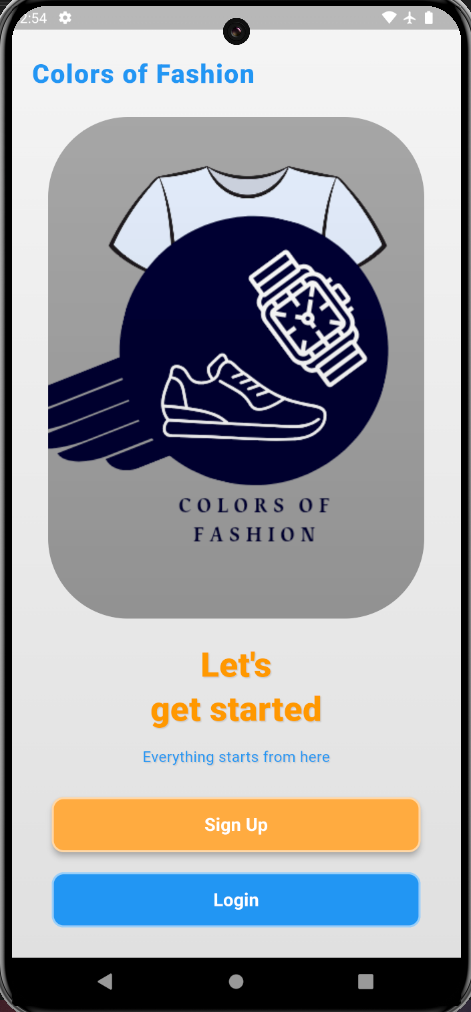 2:54
Colors of Fashion
COLORS OF
FASHION
Let's
get started
Everything starts from here
Sign Up
Login